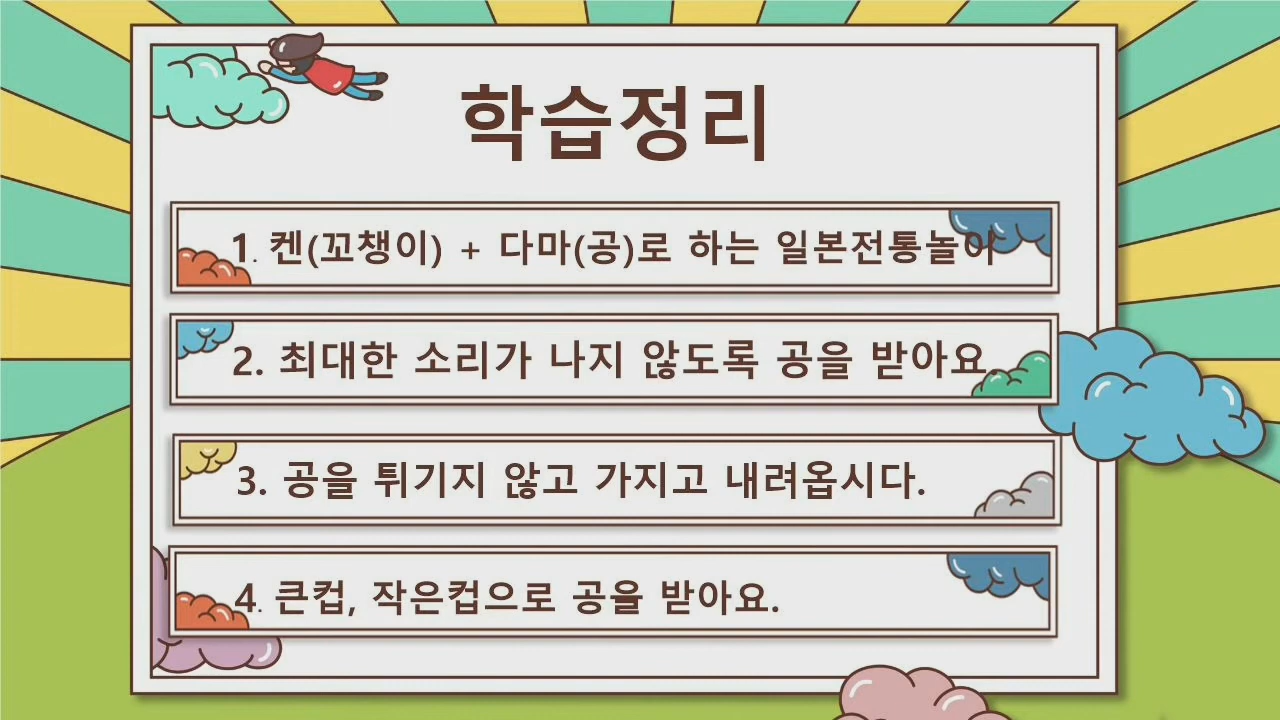 학습정리
1. 켄(꼬챙이) + 다마(공)로 하는 일본전통놀이
2. 최대한 소리가 나지 않도록 공을 받아요.
3. 공을 튀기지 않고 가지고 내려옵시다.
4. 큰컵, 작은컵으로 공을 받아요.